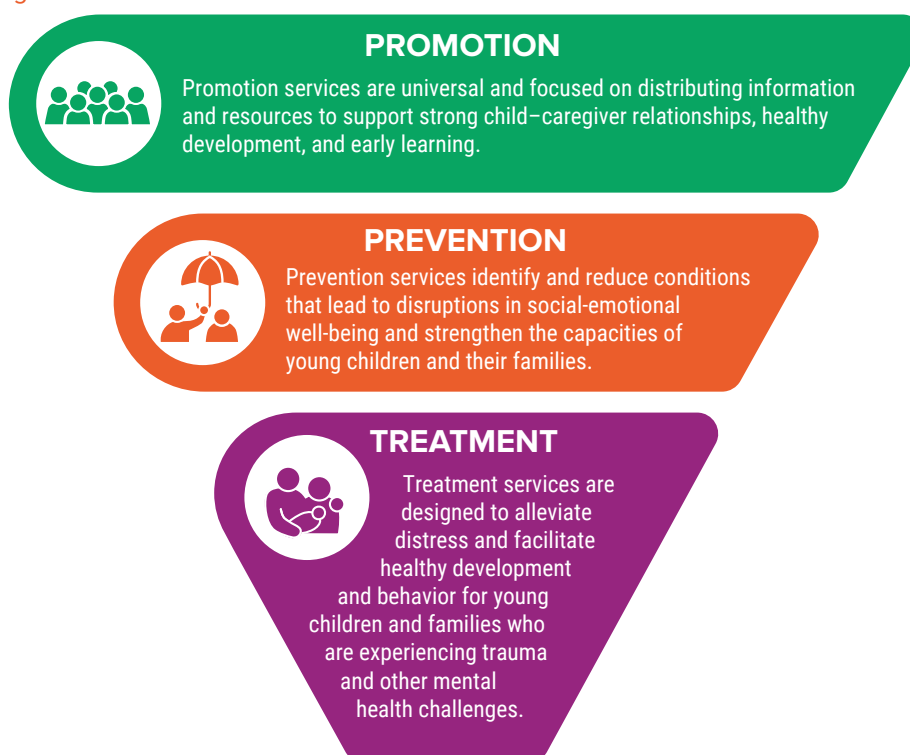 PROMOTION
Promotion services are universal and focused on distributing information
and resources to support strong child–caregiver relationships, healthy
development, and early learning.
PREVENTION
Prevention services identify and reduce conditions
that lead to disruptions in social-emotional
well-being and strengthen the capacities of
young children and their families.
TREATMENT
Treatment services are
designed to alleviate
distress and facilitate
healthy development
and behavior for young
children and families who
are experiencing trauma
and other mental
health challenges.